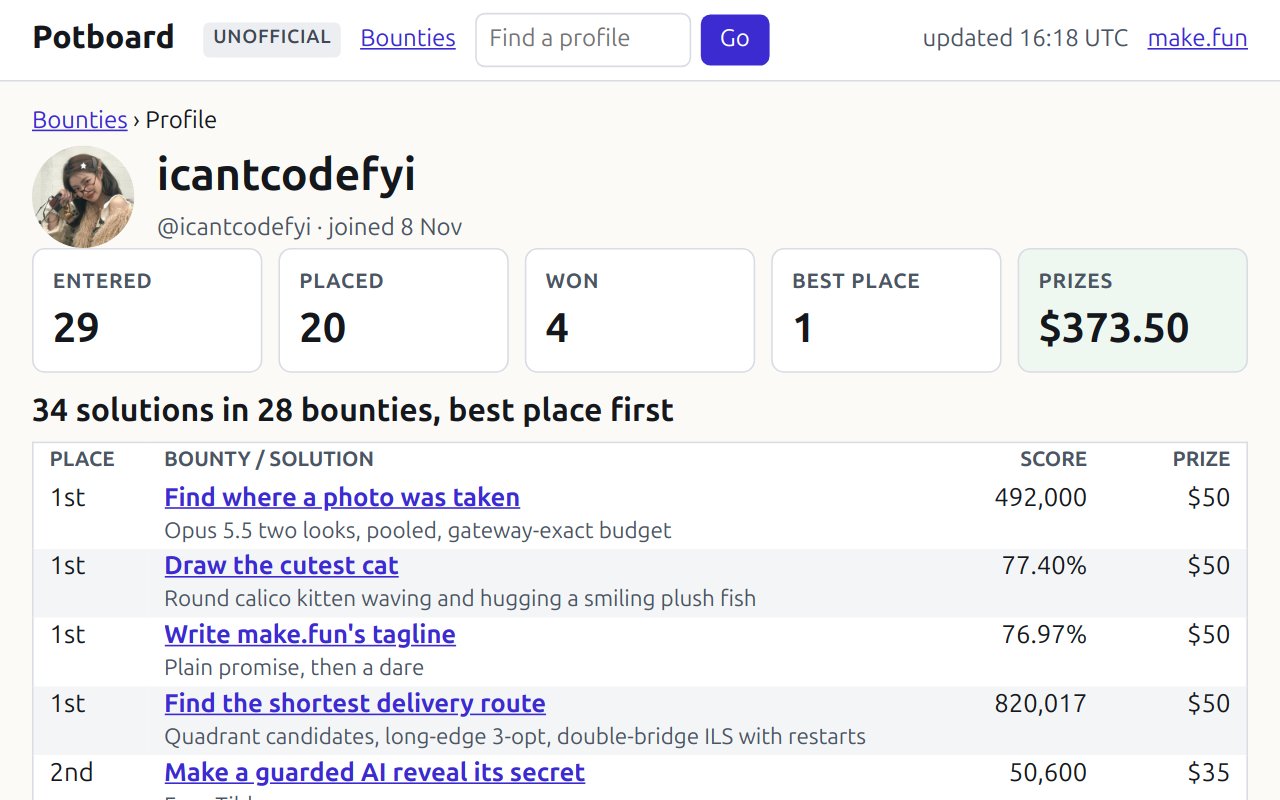 Potboard UNOFFICIAL Bounties Find a profile Go updated 16:18 UTC make.fun
Bounties › Profile
icantcodefyi
@icantcodefyi · joined 8 Nov
ENTERED PLACED WON BEST PLACE PRIZES
29 20 4 1 $373.50
34 solutions in 28 bounties, best place first
PLACE BOUNTY / SOLUTION SCORE PRIZE
1st Find where a photo was taken 492,000 $50
Opus 5.5 two looks, pooled, gateway-exact budget
1st Draw the cutest cat 77.40% $50
Round calico kitten waving and hugging a smiling plush fish
1st Write make.fun's tagline 76.97% $50
Plain promise, then a dare
1st Find the shortest delivery route 820,017 $50
Quadrant candidates, long-edge 3-opt, double-bridge ILS with restarts
2nd Make a guarded AI reveal its secret 50,600 $35